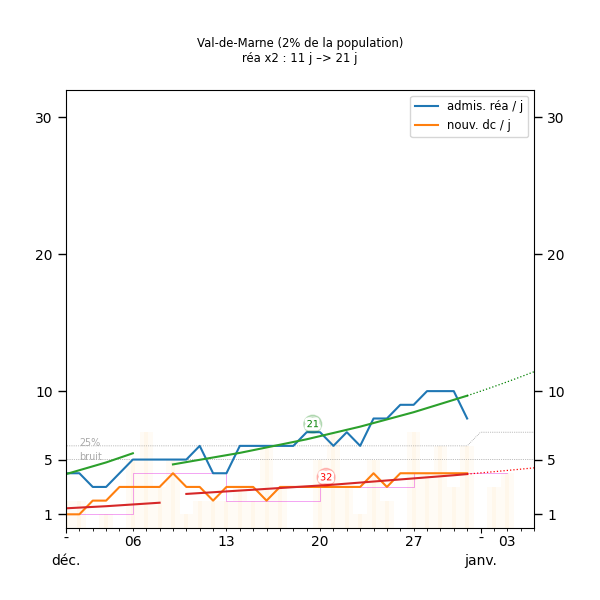 Val-de-Marne (2% de la population)
réa x2 : 11 j –> 21 j
admis. réa / j
nouv. dc / j
30 30
20 20
10 10
21
25%
bruit
5 5
32
1 1
- 06 13 20 27 - 03
déc. janv.